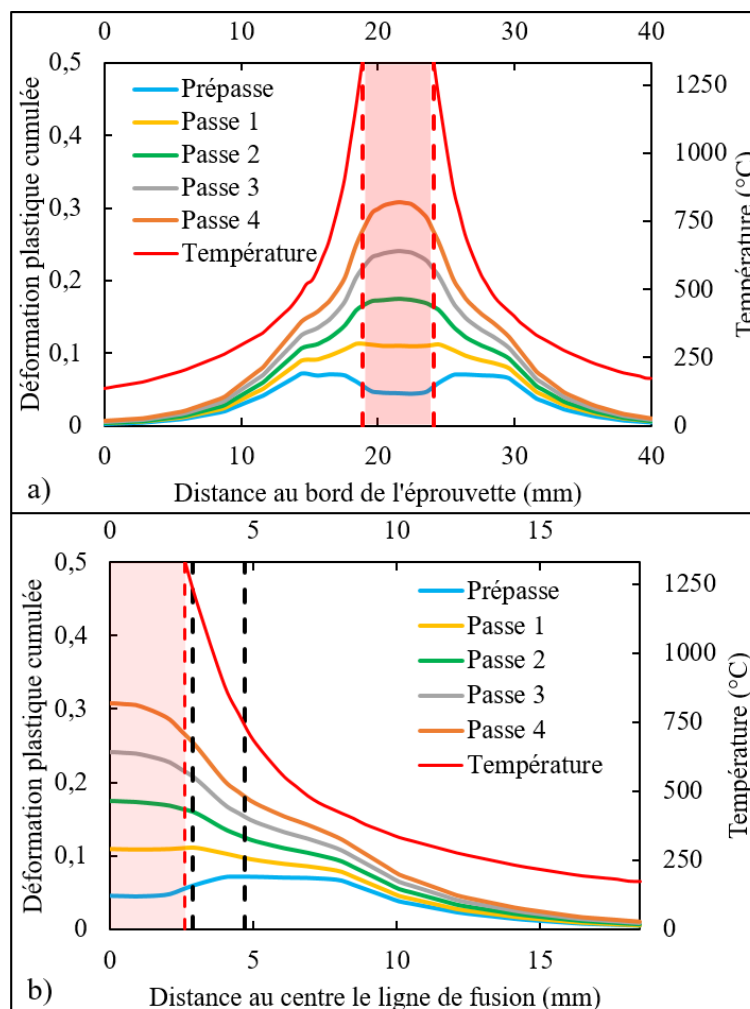 0 10 20 30 40
0,5
0,4
0,3
0,2
0,1
0
Déformation plastique cumulée
Prépasse
Passe 1
Passe 2
Passe 3
Passe 4
Température
1250
1000
750
500
250
0
Température (°C)
0 10 20 30 40
a) Distance au bord de l'éprouvette (mm)
0 5 10 15
0,5
0,4
0,3
0,2
0,1
0
Déformation plastique cumulée
Prépasse
Passe 1
Passe 2
Passe 3
Passe 4
Température
1250
1000
750
500
250
0
Température (°C)
0 5 10 15
b) Distance au centre le ligne de fusion (mm)